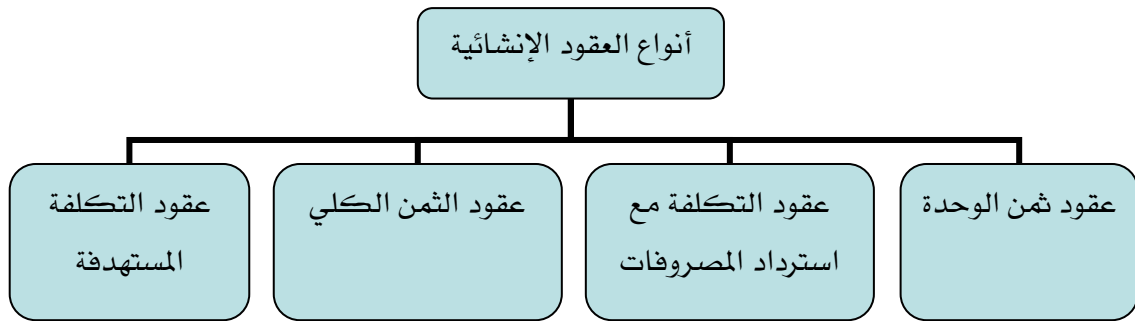 أنواع العقود الإنشائية
عقود ثمن الوحدة
عقود التكلفة مع
استرداد المصروفات
عقود الثمن الكلي
عقود التكلفة
المستهدفة